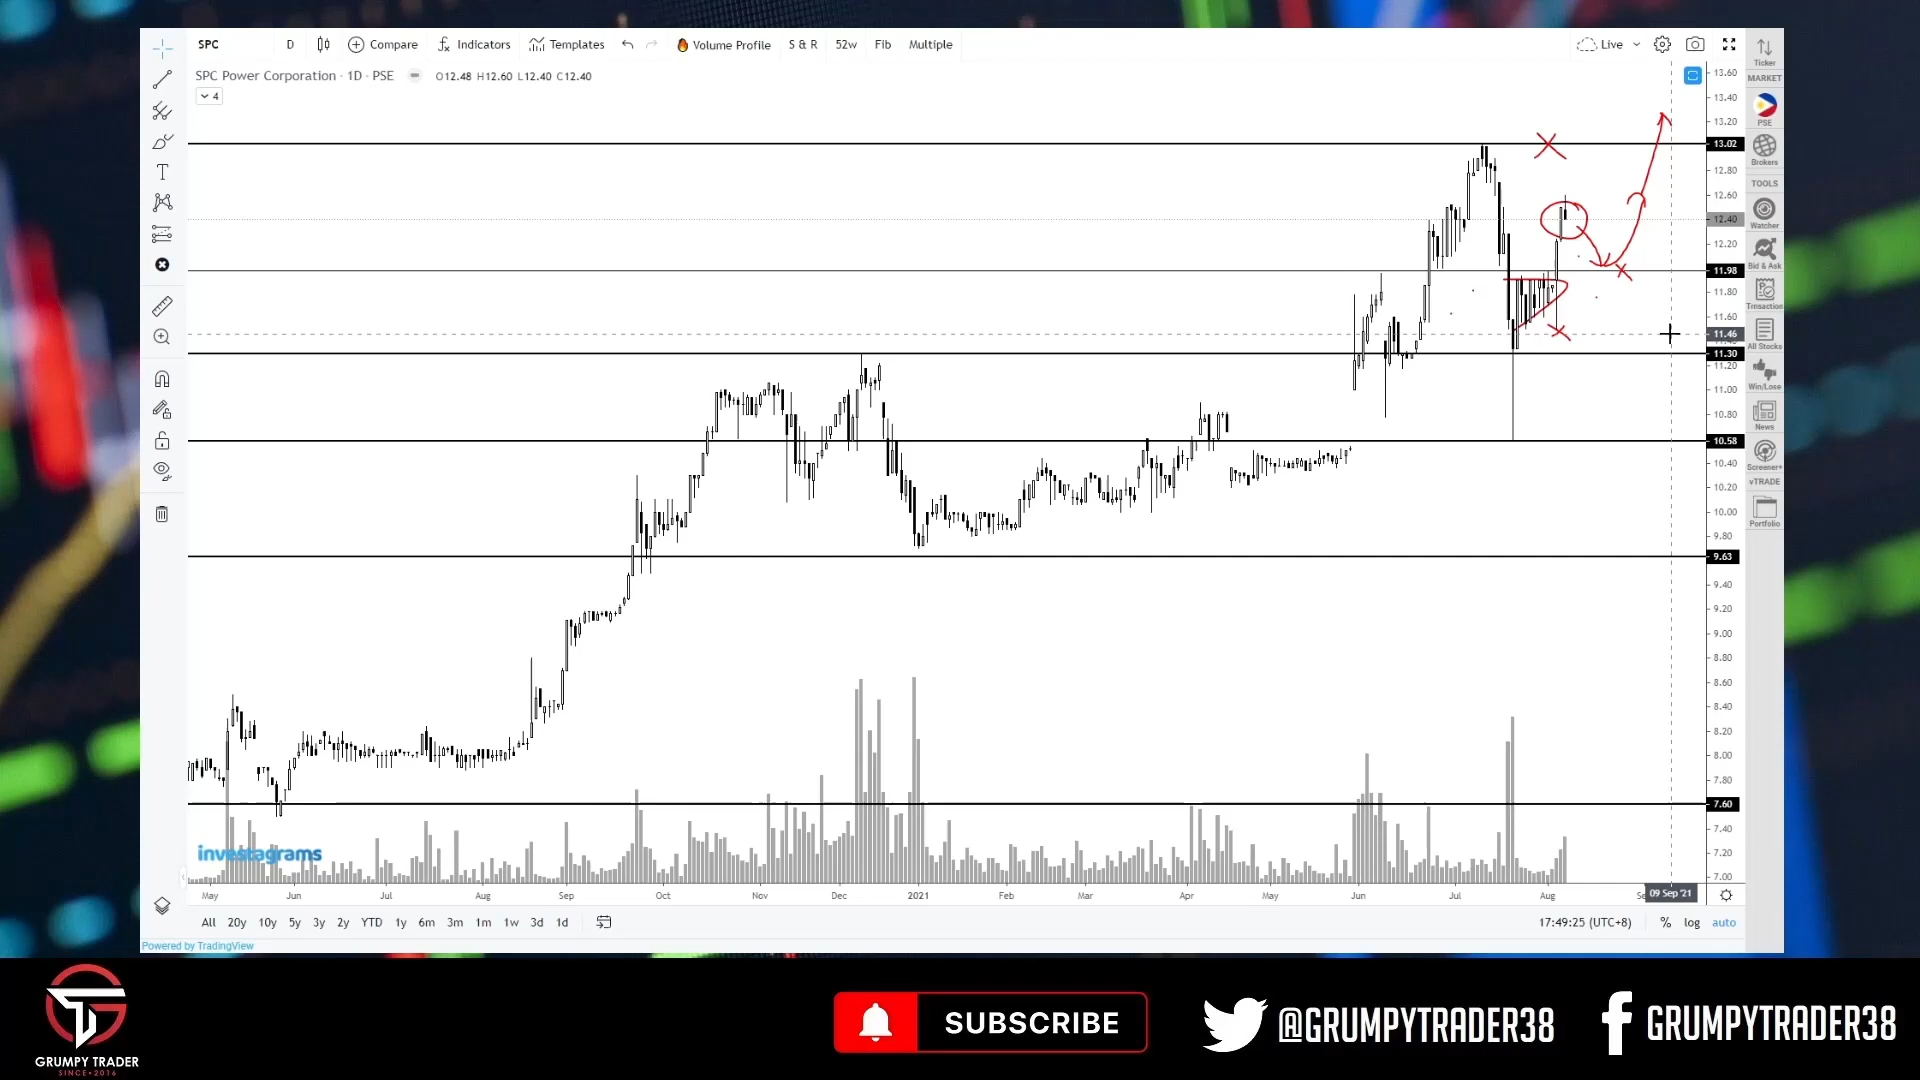 SPC D Compare Indicators Templates Volume Profile S & R 52w Fib Multiple Live
Ticker
SPC Power Corporation · 1D · PSE O12.48 H12.60 L12.40 C12.40
4
MARKET
PSE
Brokers
TOOLS
Watcher
Bid & Ask
Trnsaction
All Stocks
Win/Lose
News
Screener+
vTRADE
Portfolio
13.60
13.40
13.20
13.02
12.80
12.60
12.40
12.20
11.98
11.80
11.60
11.46
11.30
11.20
11.00
10.80
10.58
10.40
10.20
10.00
9.80
9.63
9.40
9.20
9.00
8.80
8.60
8.40
8.20
8.00
7.80
7.60
7.40
7.20
7.00
investagrams
May Jun Jul Aug Sep Oct Nov Dec 2021 Feb Mar Apr May Jun Jul Aug 09 Sep '21
All 20y 10y 5y 3y 2y YTD 1y 6m 3m 1m 1w 3d 1d 17:49:25 (UTC+8) % log auto
Powered by TradingView
GRUMPY TRADER
SINCE•2016
SUBSCRIBE
@GRUMPYTRADER38
GRUMPYTRADER38